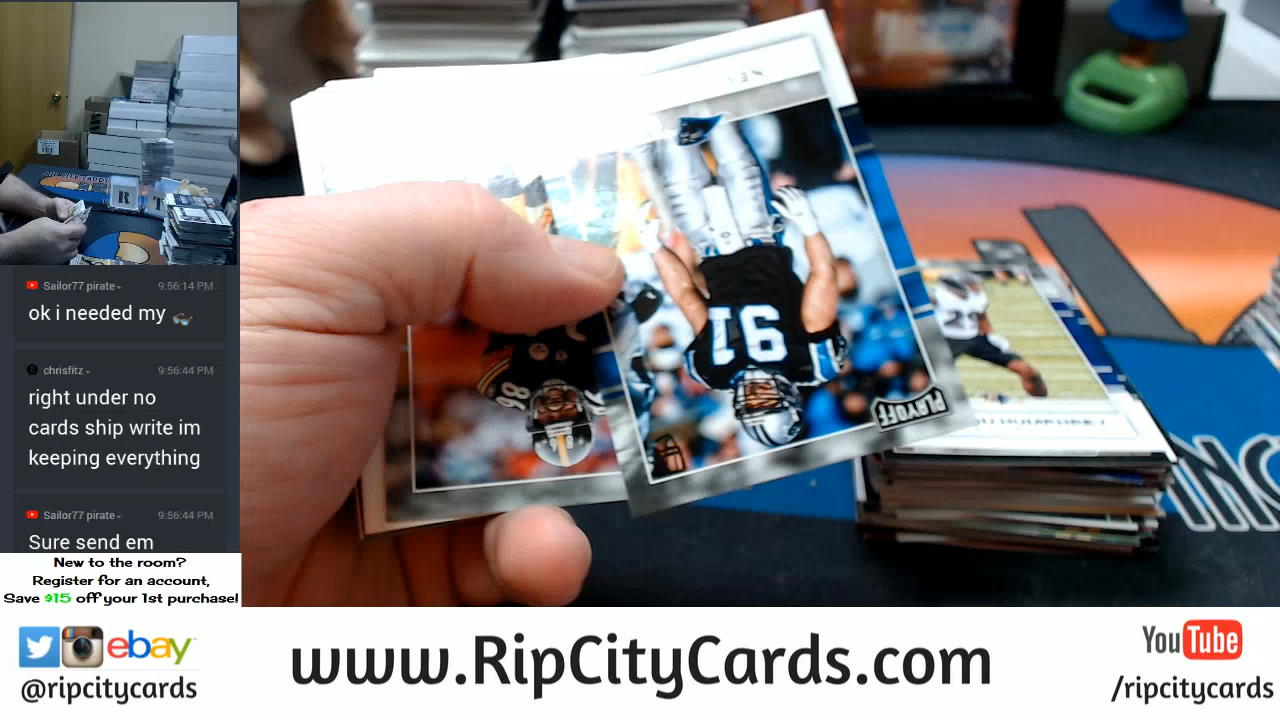 Sailor77 pirate 9:56:14 PM
ok i needed my
chrisfitz 9:56:44 PM
right under no
cards ship write im
keeping everything
Sailor77 pirate 9:56:44 PM
Sure send em
New to the room?
Register for an account,
Save $15 off your 1st purchase!
R
T
91
98
PLAYOFF
ebay
@ripcitycards
www.RipCityCards.com
YouTube
/ripcitycards